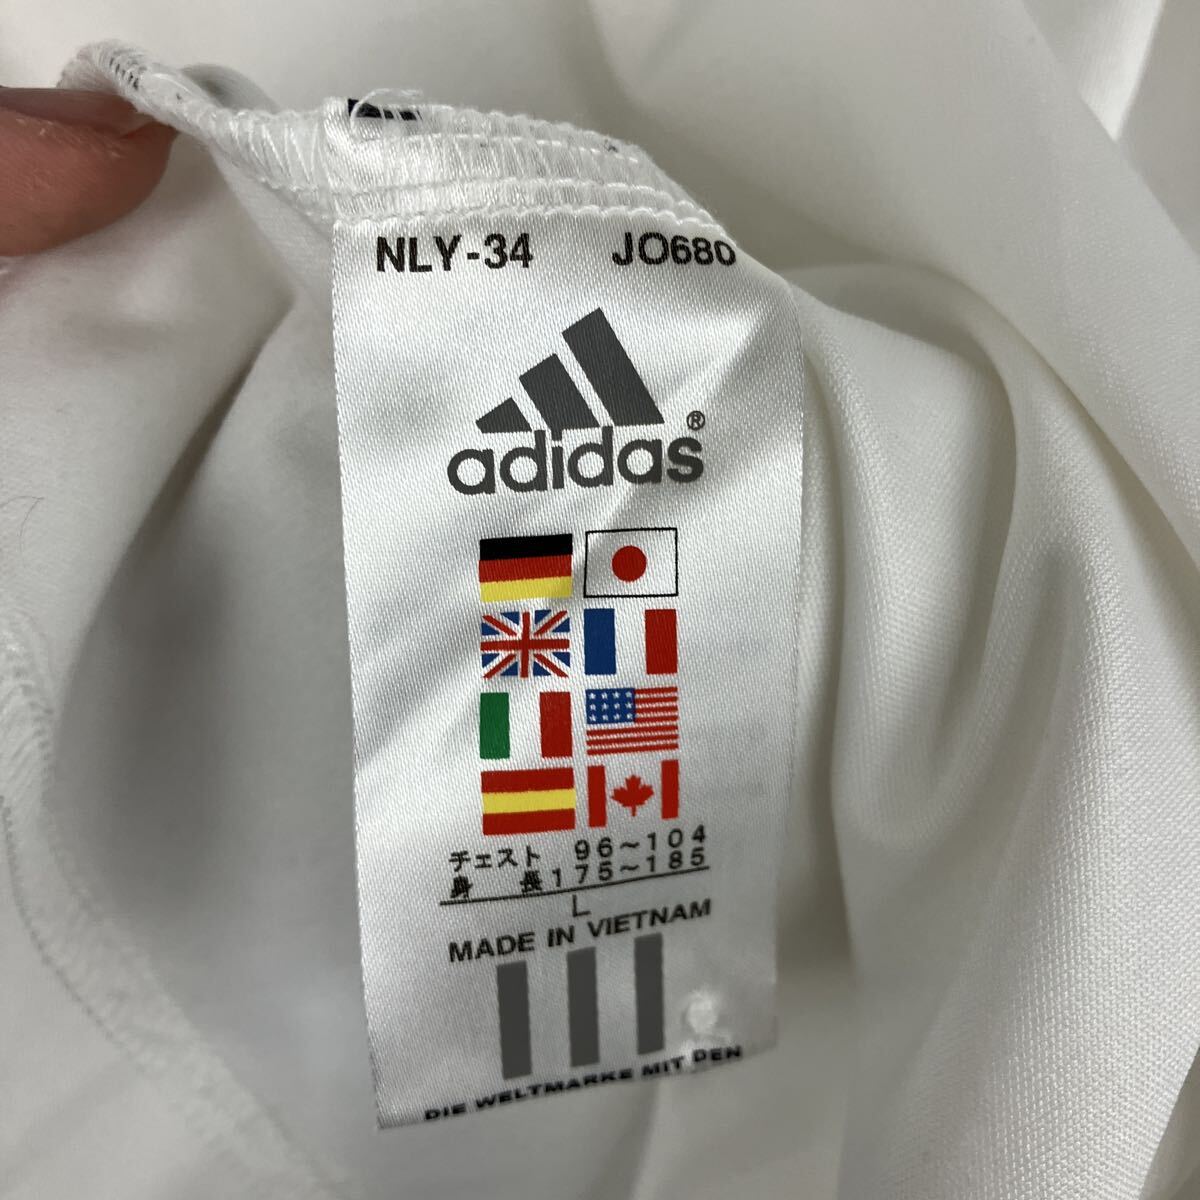 NLY-34 JO680
adidas®
チェスト 96～104
身長 175～185
L
MADE IN VIETNAM
DIE WELTMARKE MIT DEN